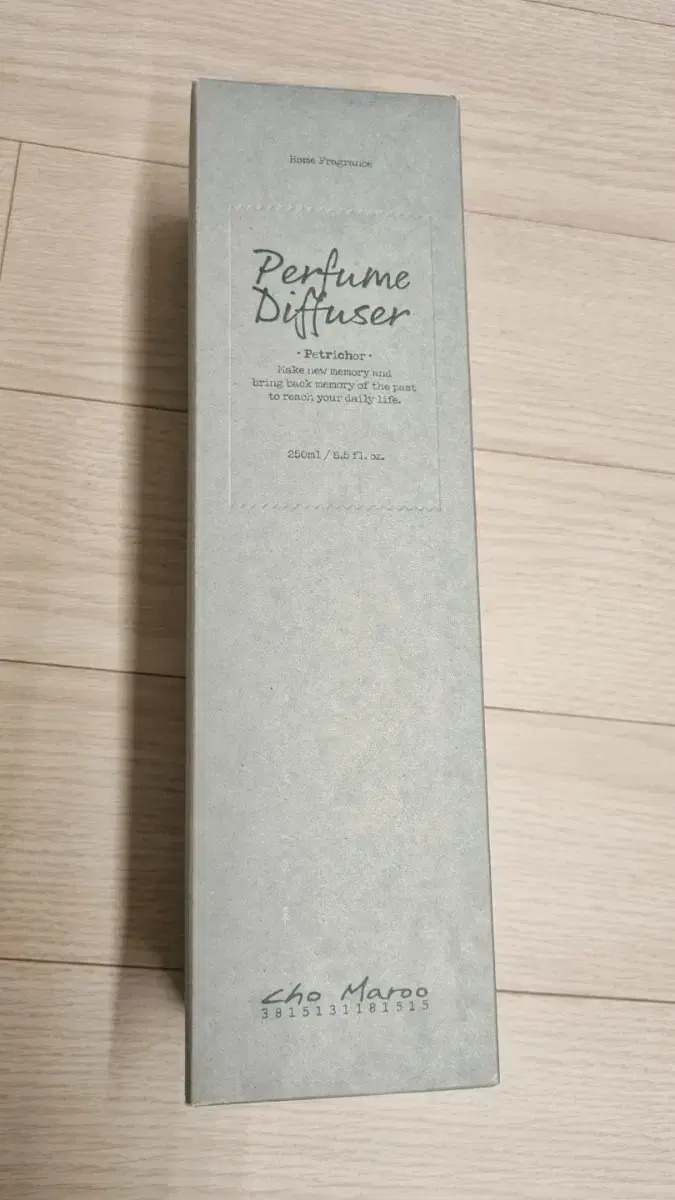 Home Fragrance
Perfume
Diffuser
· Petrichor ·
Make new memory and
bring back memory of the past
to reach your daily life.
250ml / 8.5 fl. oz.
Cho Maroo
3815131181515